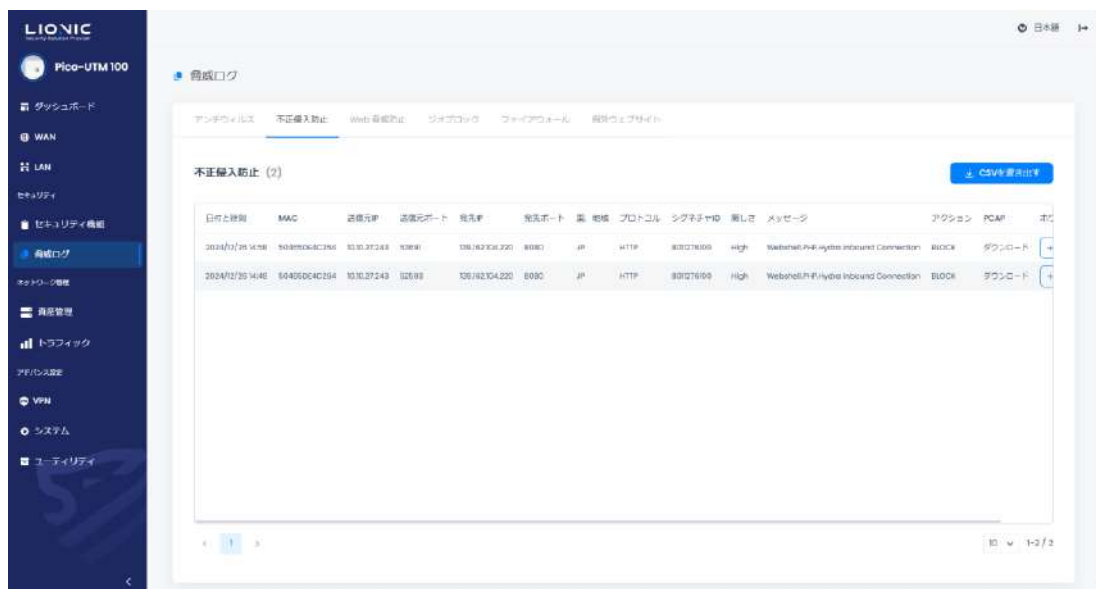 LIONIC
Security Solution Provider
Pico-UTM 100
ダッシュボード
WAN
LAN
セキュリティ
セキュリティ機能
脅威ログ
ネットワーク管理
資産管理
トラフィック
アドバンス設定
VPN
システム
ユーティリティ
日本語
脅威ログ
アンチウィルス 不正侵入防止 Web 脅威防止 ジオブロック ファイアウォール 例外ウェブサイト
不正侵入防止 (2)
CSVを書き出す
日付と時刻 MAC 送信元IP 送信元ポート 宛先IP 宛先ポート 国 地域 プロトコル シグネチャID 厳しさ メッセージ アクション PCAP
2024/12/26 14:58 10.10.27.243 8080 JP HTTP High Webshell.PHP.Hydra Inbound Connection BLOCK ダウンロード +
2024/12/26 14:46 10.10.27.243 8080 JP HTTP High Webshell.PHP.Hydra Inbound Connection BLOCK ダウンロード +
< 1 >
10 1-2 / 2